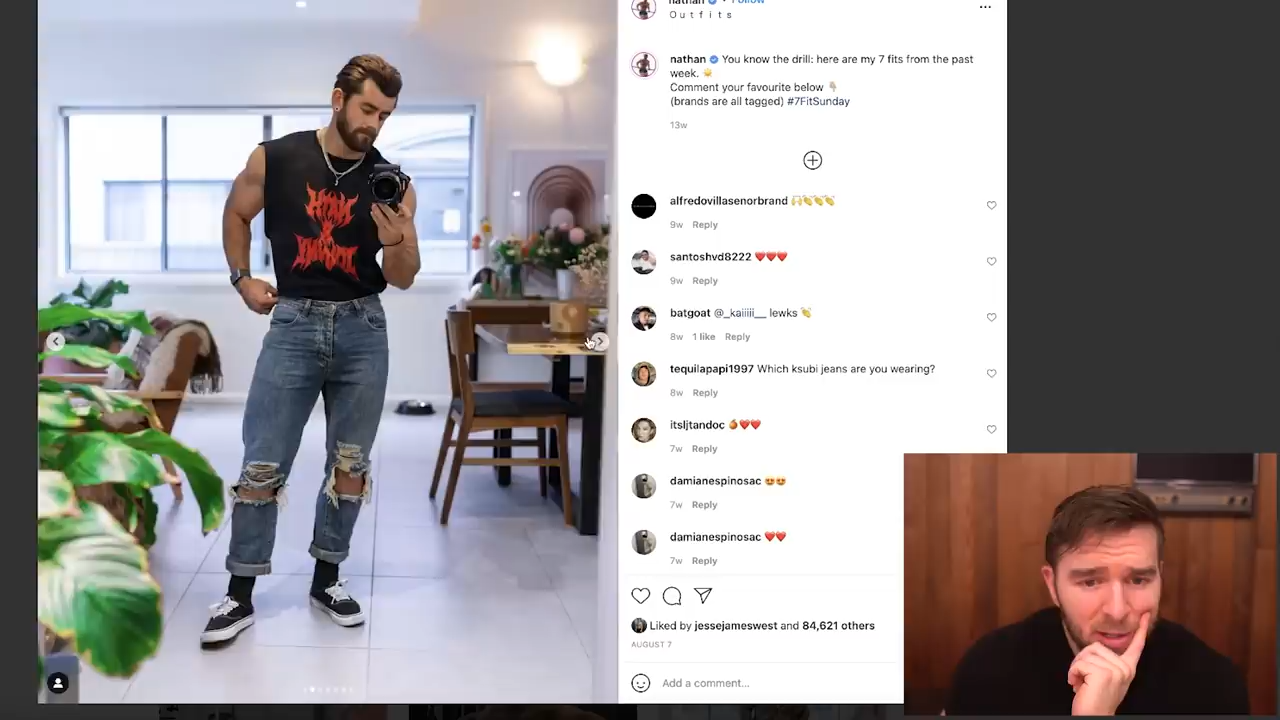 nathan • Follow
Outfits
nathan You know the drill: here are my 7 fits from the past
week. ☀️
Comment your favourite below 👇🏼
(brands are all tagged) #7FitSunday
13w
alfredovillasenorbrand 🙌👏👏👏
9w Reply
santoshvd8222 ❤️❤️❤️
9w Reply
batgoat @_kaiiiii__ lewks 👏
8w 1 like Reply
tequilapapi1997 Which ksubi jeans are you wearing?
8w Reply
itsljtandoc 🍊❤️❤️
7w Reply
damianespinosac 😍😍
7w Reply
damianespinosac ❤️❤️
7w Reply
Liked by jessejameswest and 84,621 others
AUGUST 7
Add a comment...